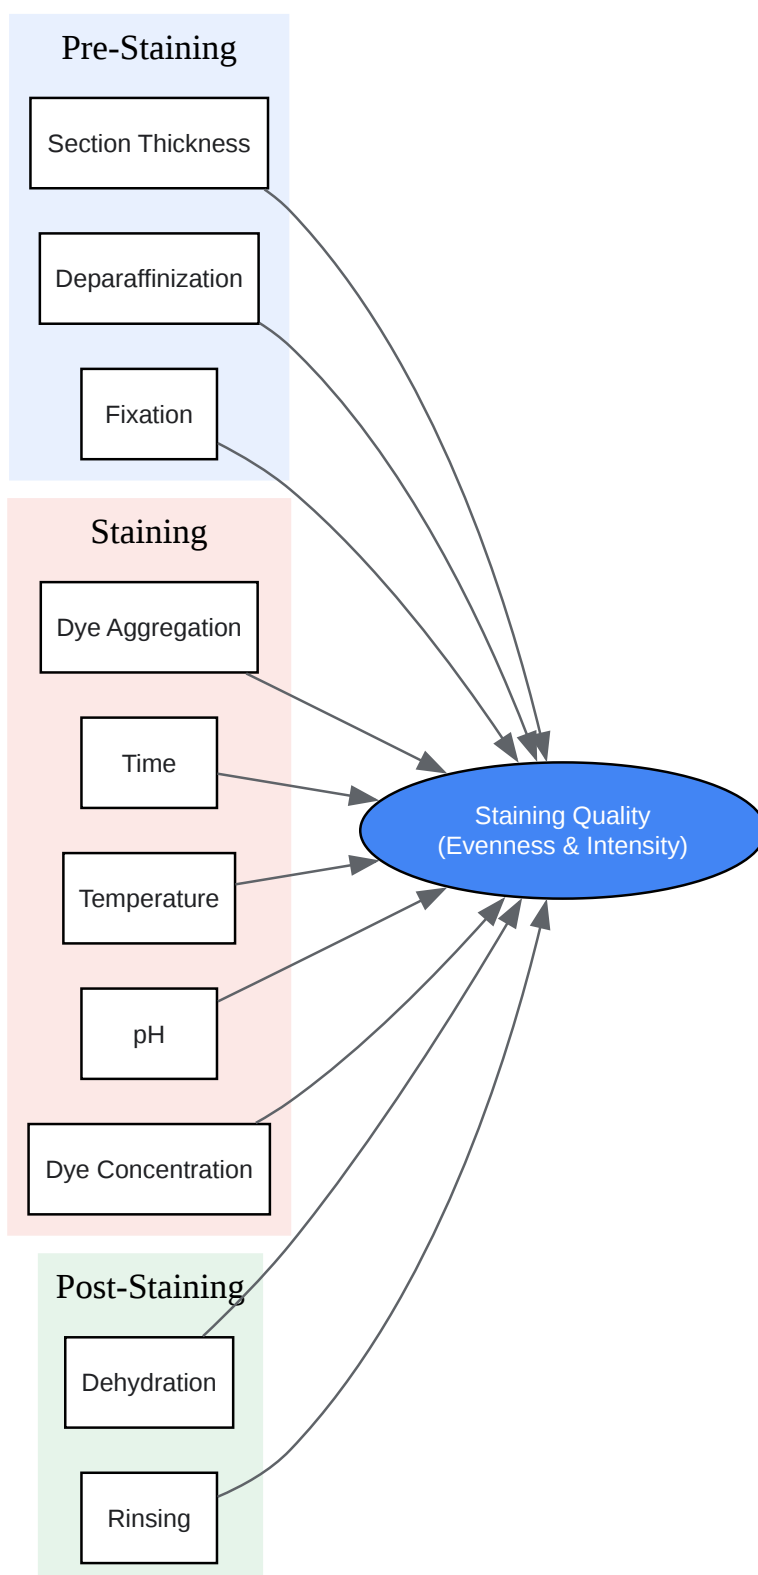 Pre-Staining
Section Thickness
Deparaffinization
Fixation
Staining
Dye Aggregation
Time
Temperature
pH
Dye Concentration
Post-Staining
Dehydration
Rinsing
Staining Quality
(Evenness & Intensity)